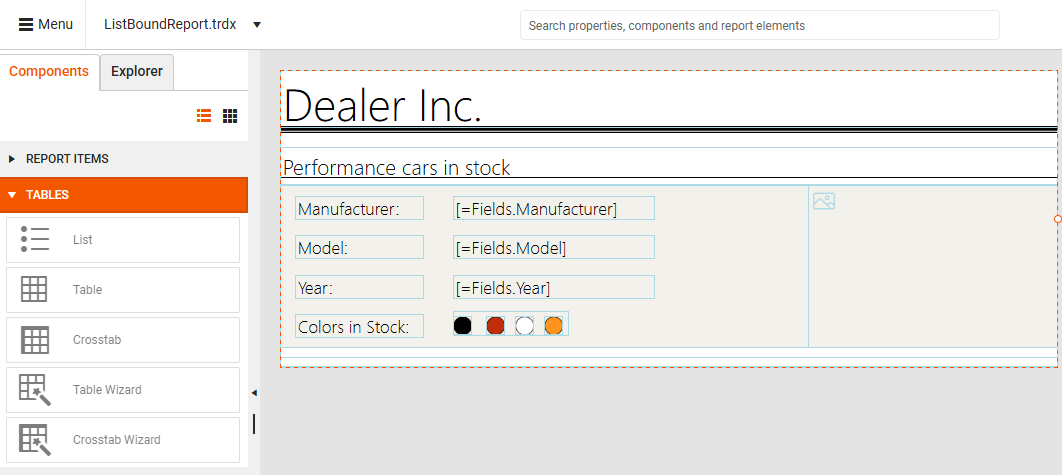 Menu
ListBoundReport.trdx
Search properties, components and report elements
Components
Explorer
REPORT ITEMS
TABLES
List
Table
Crosstab
Table Wizard
Crosstab Wizard
Dealer Inc.
Performance cars in stock
Manufacturer: [=Fields.Manufacturer]
Model: [=Fields.Model]
Year: [=Fields.Year]
Colors in Stock: